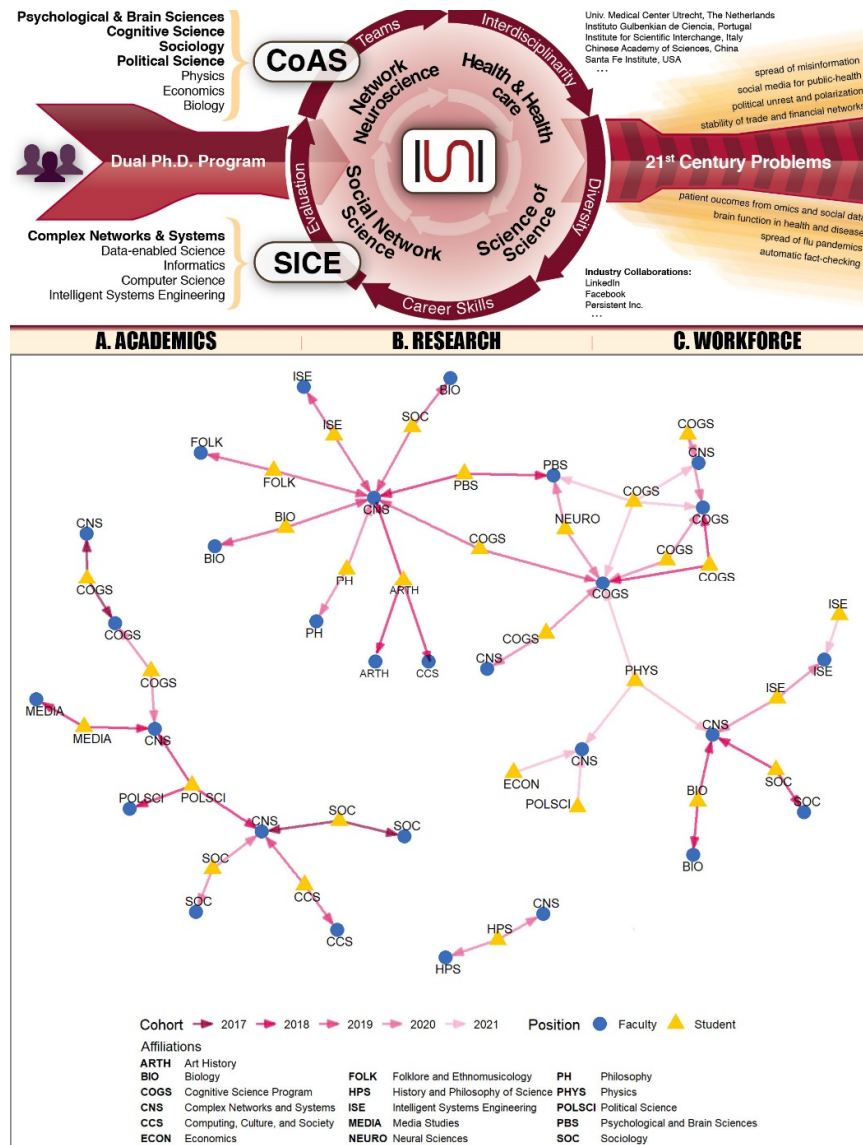 Psychological & Brain Sciences
Cognitive Science
Sociology
Political Science
Physics
Economics
Biology
CoAS
Teams
Interdisciplinarity
Univ. Medical Center Utrecht, The Netherlands
Instituto Gulbenkian de Ciencia, Portugal
Institute for Scientific Interchange, Italy
Chinese Academy of Sciences, China
Santa Fe Institute, USA
...
spread of misinformation
social media for public-health
political unrest and polarization
stability of trade and financial networks
Network
Neuroscience
Health & Health
care
Dual Ph.D. Program
IUNI
21st Century Problems
Evaluation
Social Network
Science
Science of
Science
Diversity
patient oucomes from omics and social data
brain function in health and disease
spread of flu pandemics
automatic fact-checking
Complex Networks & Systems
Data-enabled Science
Informatics
Computer Science
Intelligent Systems Engineering
SICE
Career Skills
Industry Collaborations:
LinkedIn
Facebook
Persistent Inc.
...
A. ACADEMICS
B. RESEARCH
C. WORKFORCE
ISE
BIO
ISE
SOC
COGS
FOLK
FOLK
PBS
PBS
CNS
COGS
CNS
BIO
BIO
NEURO
COGS
CNS
COGS
COGS
COGS
COGS
COGS
PH
ARTH
COGS
PH
COGS
CNS
ISE
COGS
ARTH
CCS
PHYS
ISE
ISE
MEDIA
MEDIA
CNS
CNS
CNS
ECON
POLSCI
POLSCI
POLSCI
BIO
SOC
SOC
CNS
SOC
SOC
SOC
BIO
SOC
CCS
CCS
CNS
HPS
HPS
Cohort 2017 2018 2019 2020 2021 Position Faculty Student
Affiliations
ARTH Art History
BIO Biology FOLK Folklore and Ethnomusicology PH Philosophy
COGS Cognitive Science Program HPS History and Philosophy of Science PHYS Physics
CNS Complex Networks and Systems ISE Intelligent Systems Engineering POLSCI Political Science
CCS Computing, Culture, and Society MEDIA Media Studies PBS Psychological and Brain Sciences
ECON Economics NEURO Neural Sciences SOC Sociology